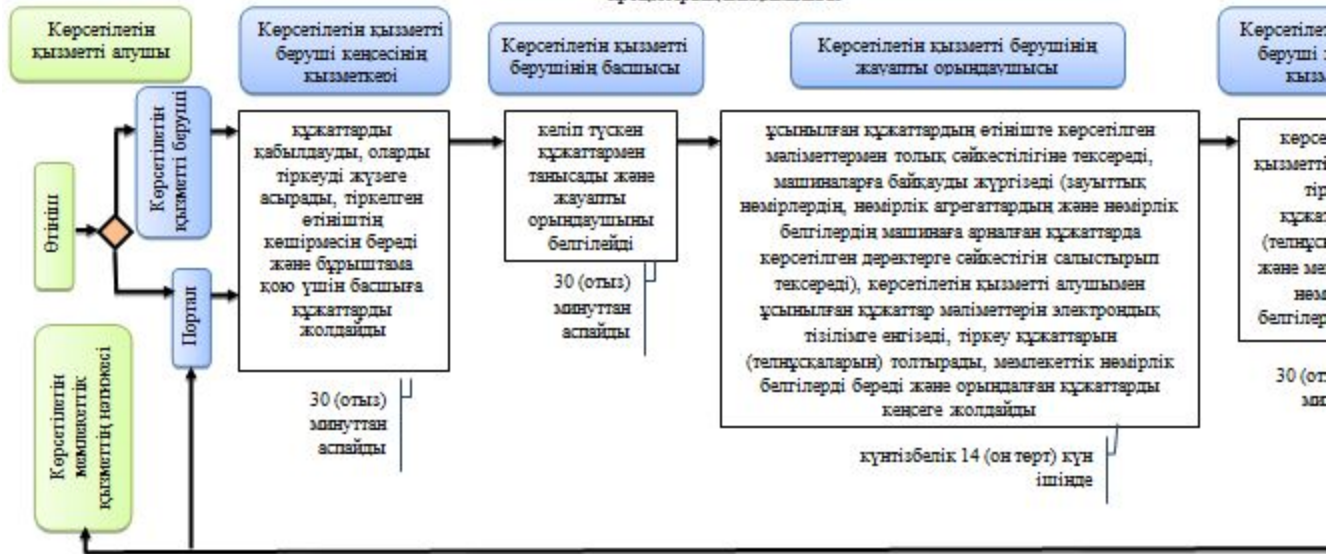 Көрсетілетін
қызметті алушы
Көрсетілетін қызметті
беруші кеңсесінің
қызметкері
Көрсетілетін қызметті
берушінің басшысы
Көрсетілетін қызметті берушінің
жауапты орындаушысы
беруші
Өтініш
Көрсетілетін
қызметті беруші
Портал
Көрсетілетін
мемлекеттік
қызметтің нәтижесі
құжаттарды
қабылдауды, оларды
тіркеуді жүзеге
асырады, тіркелген
өтініштің
көшірмесін береді
және бұрыштама
қою үшін басшыға
құжаттарды
жолдайды
30 (отыз)
минуттан
аспайды
келіп түскен
құжаттармен
танысады және
жауапты
орындаушыны
белгілейді
30 (отыз)
минуттан
аспайды
ұсынылған құжаттардың өтініште көрсетілген
мәліметтермен толық сәйкестілігіне тексереді,
машиналарға байқауды жүргізеді (зауыттық
нөмірлердің, нөмірлік агрегаттардың және нөмірлік
белгілердің машинаға арналған құжаттарда
көрсетілген деректерге сәйкестігін салыстырып
тексереді), көрсетілетін қызметті алушымен
ұсынылған құжаттар мәліметтерін электрондық
тізілімге енгізеді, тіркеу құжаттарын
(телнұсқаларын) толтырады, мемлекеттік нөмірлік
белгілерді береді және орындалған құжаттарды
кеңсеге жолдайды
күнтізбелік 14 (он төрт) күн
ішінде
қызметті
және
30